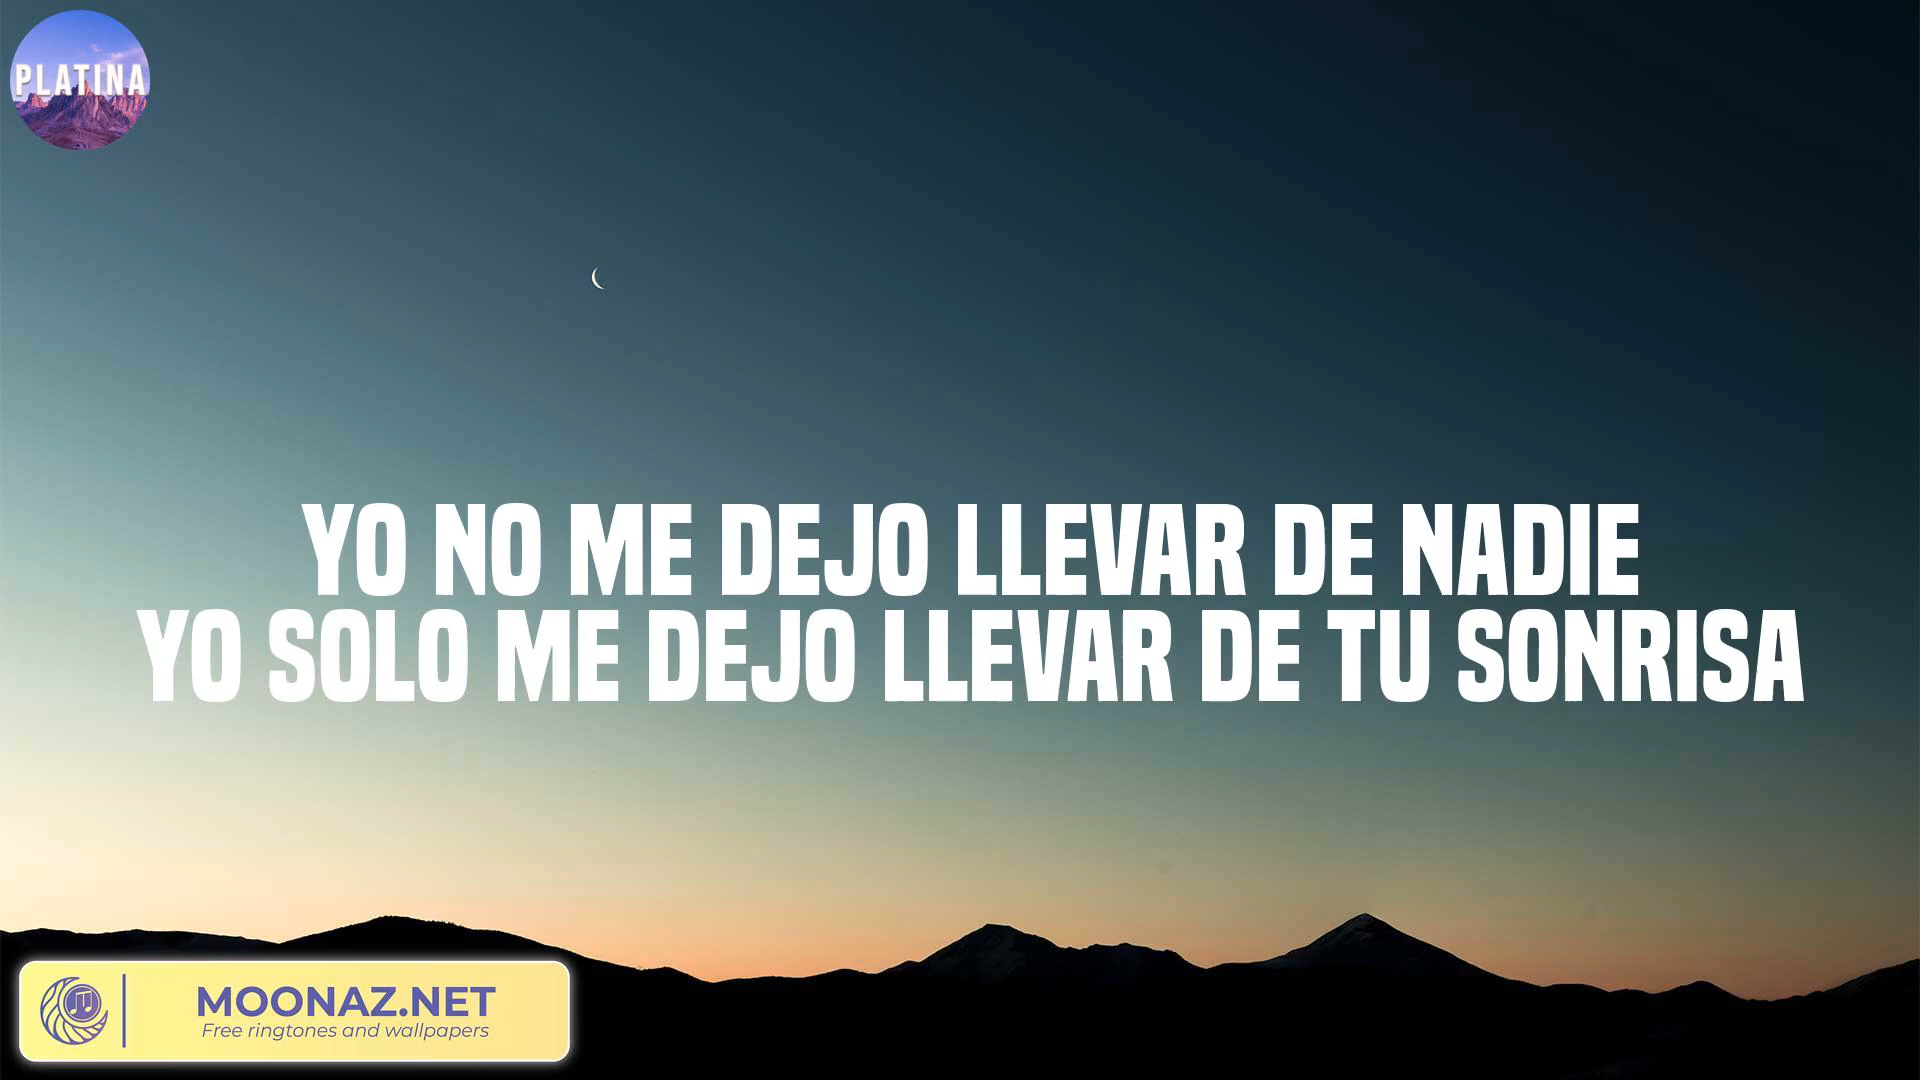 PLATINA
YO NO ME DEJO LLEVAR DE NADIE
YO SOLO ME DEJO LLEVAR DE TU SONRISA
MOONAZ.NET
Free ringtones and wallpapers